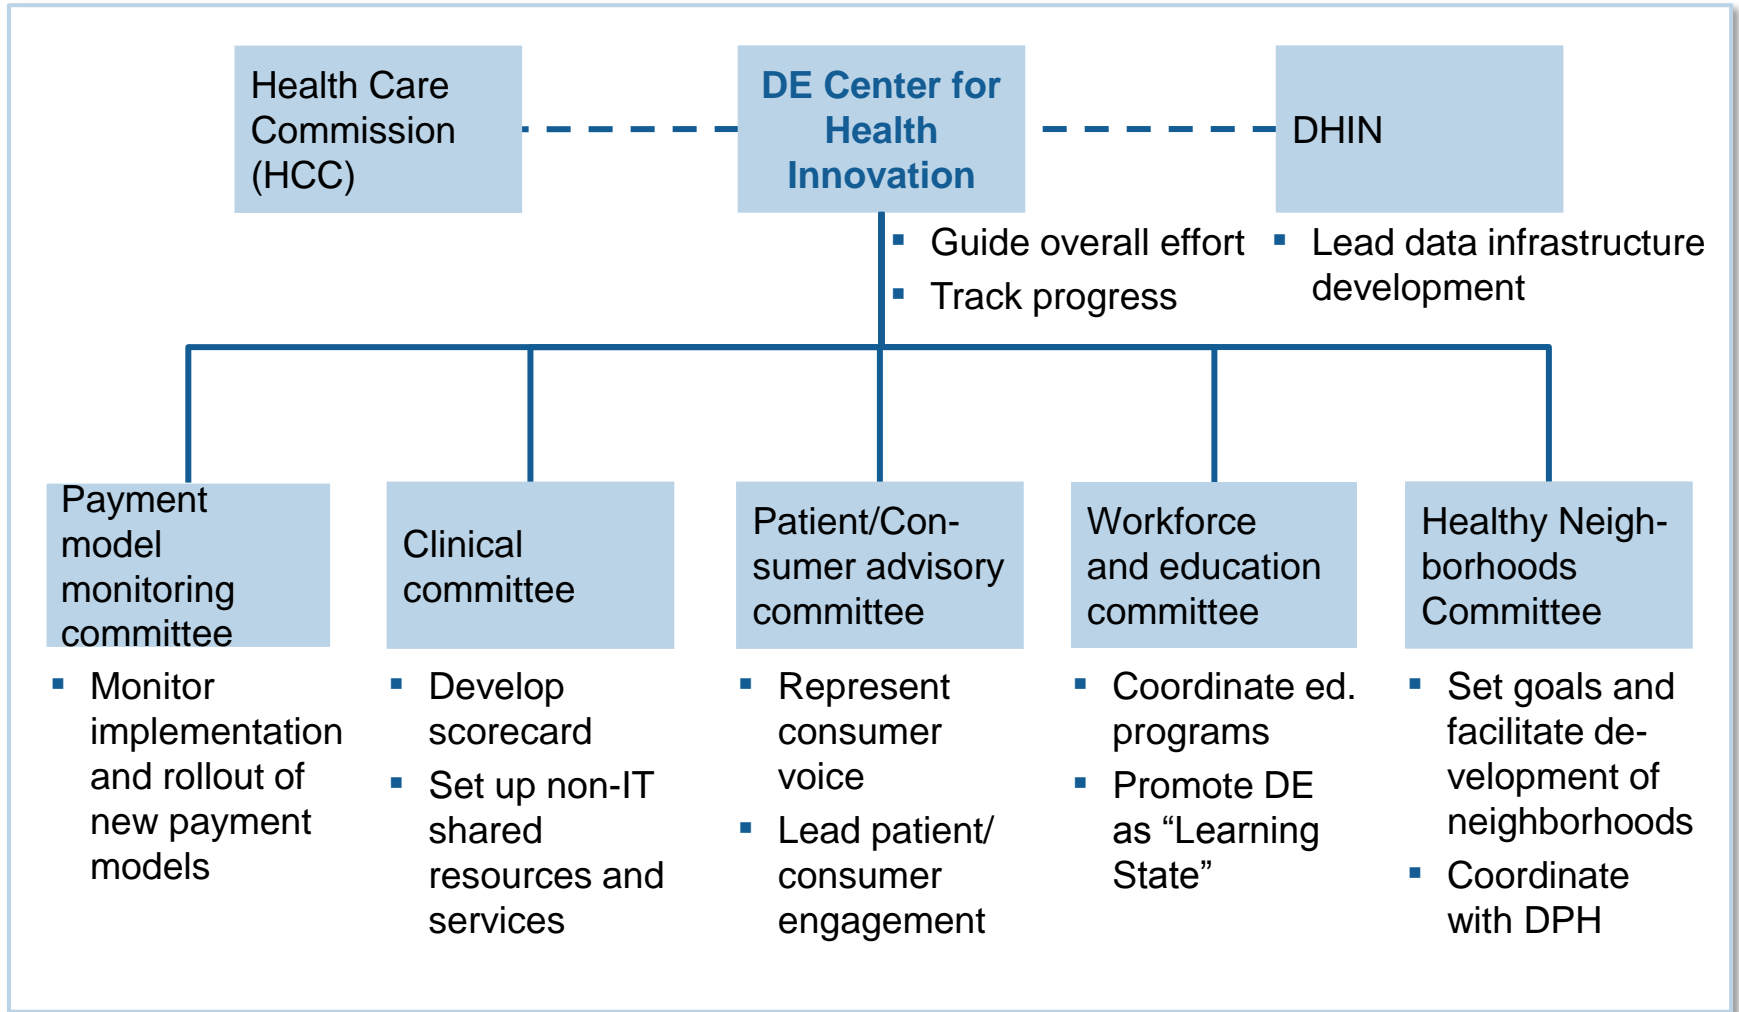 Health Care
Commission
(HCC)
DE Center for
Health
Innovation
DHIN
▪ Guide overall effort
▪ Track progress
▪ Lead data infrastructure
development
Payment
model
monitoring
committee
▪ Monitor
implementation
and rollout of
new payment
models
Clinical
committee
▪ Develop
scorecard
▪ Set up non-IT
shared
resources and
services
Patient/Con-
sumer advisory
committee
▪ Represent
consumer
voice
▪ Lead patient/
consumer
engagement
Workforce
and education
committee
▪ Coordinate ed.
programs
▪ Promote DE
as “Learning
State”
Healthy Neigh-
borhoods
Committee
▪ Set goals and
facilitate de-
velopment of
neighborhoods
▪ Coordinate
with DPH